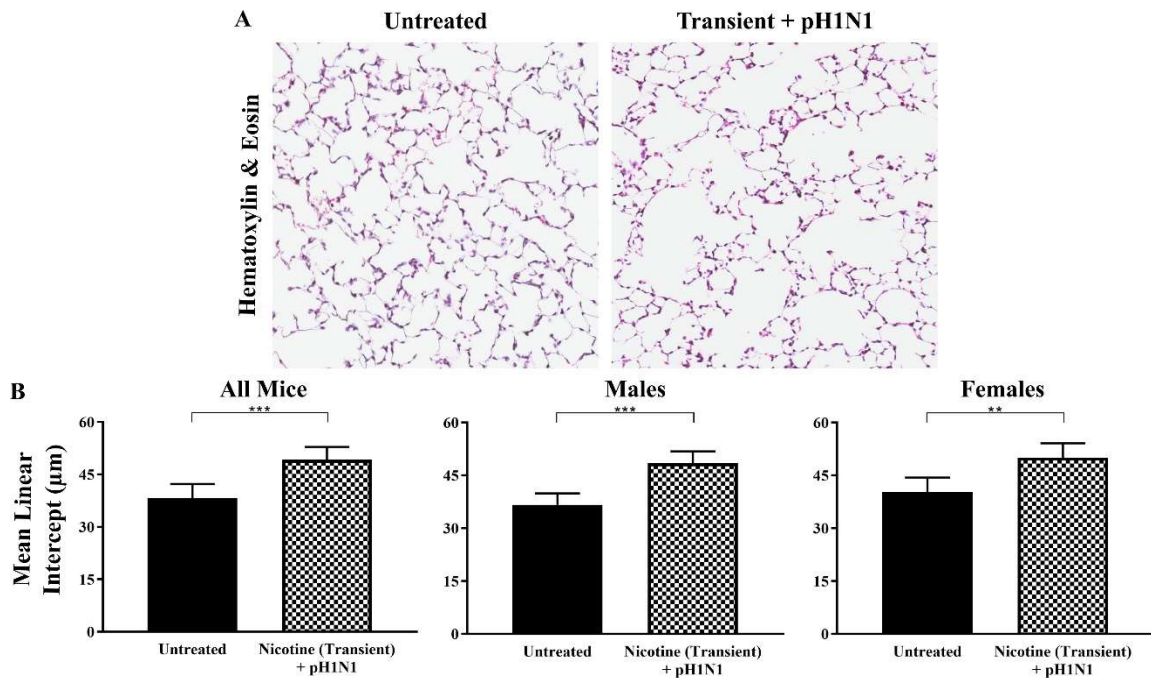 A
Untreated
Transient + pH1N1
Hematoxylin & Eosin
B
All Mice
Males
Females
Mean Linear
Intercept (µm)
60
45
30
15
0
***
Untreated
Nicotine (Transient)
+ pH1N1
60
45
30
15
0
***
Untreated
Nicotine (Transient)
+ pH1N1
60
45
30
15
0
**
Untreated
Nicotine (Transient)
+ pH1N1